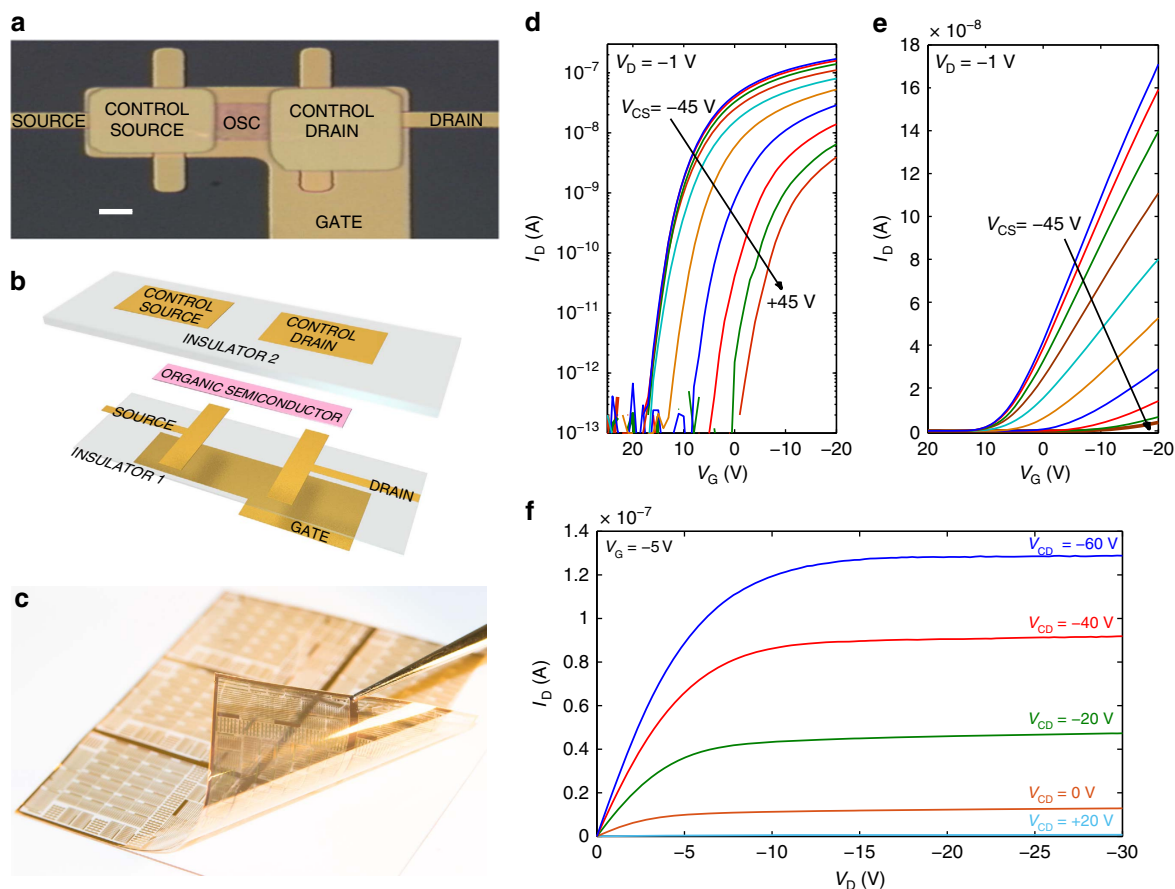 a
SOURCE
CONTROL
SOURCE
OSC
CONTROL
DRAIN
DRAIN
GATE
b
CONTROL
SOURCE
CONTROL
DRAIN
INSULATOR 2
ORGANIC SEMICONDUCTOR
SOURCE
INSULATOR 1
DRAIN
GATE
c
d
V_D = −1 V
V_CS = −45 V
+45 V
10⁻⁷
10⁻⁸
10⁻⁹
10⁻¹⁰
10⁻¹¹
10⁻¹²
10⁻¹³
I_D (A)
20 10 0 −10 −20
V_G (V)
e
× 10⁻⁸
V_D = −1 V
V_CS = −45 V
18
16
14
12
10
8
6
4
2
0
I_D (A)
20 10 0 −10 −20
V_G (V)
f
× 10⁻⁷
V_G = −5 V
V_CD = −60 V
V_CD = −40 V
V_CD = −20 V
V_CD = 0 V
V_CD = +20 V
1.4
1.2
1
0.8
0.6
0.4
0.2
0
I_D (A)
0 −5 −10 −15 −20 −25 −30
V_D (V)